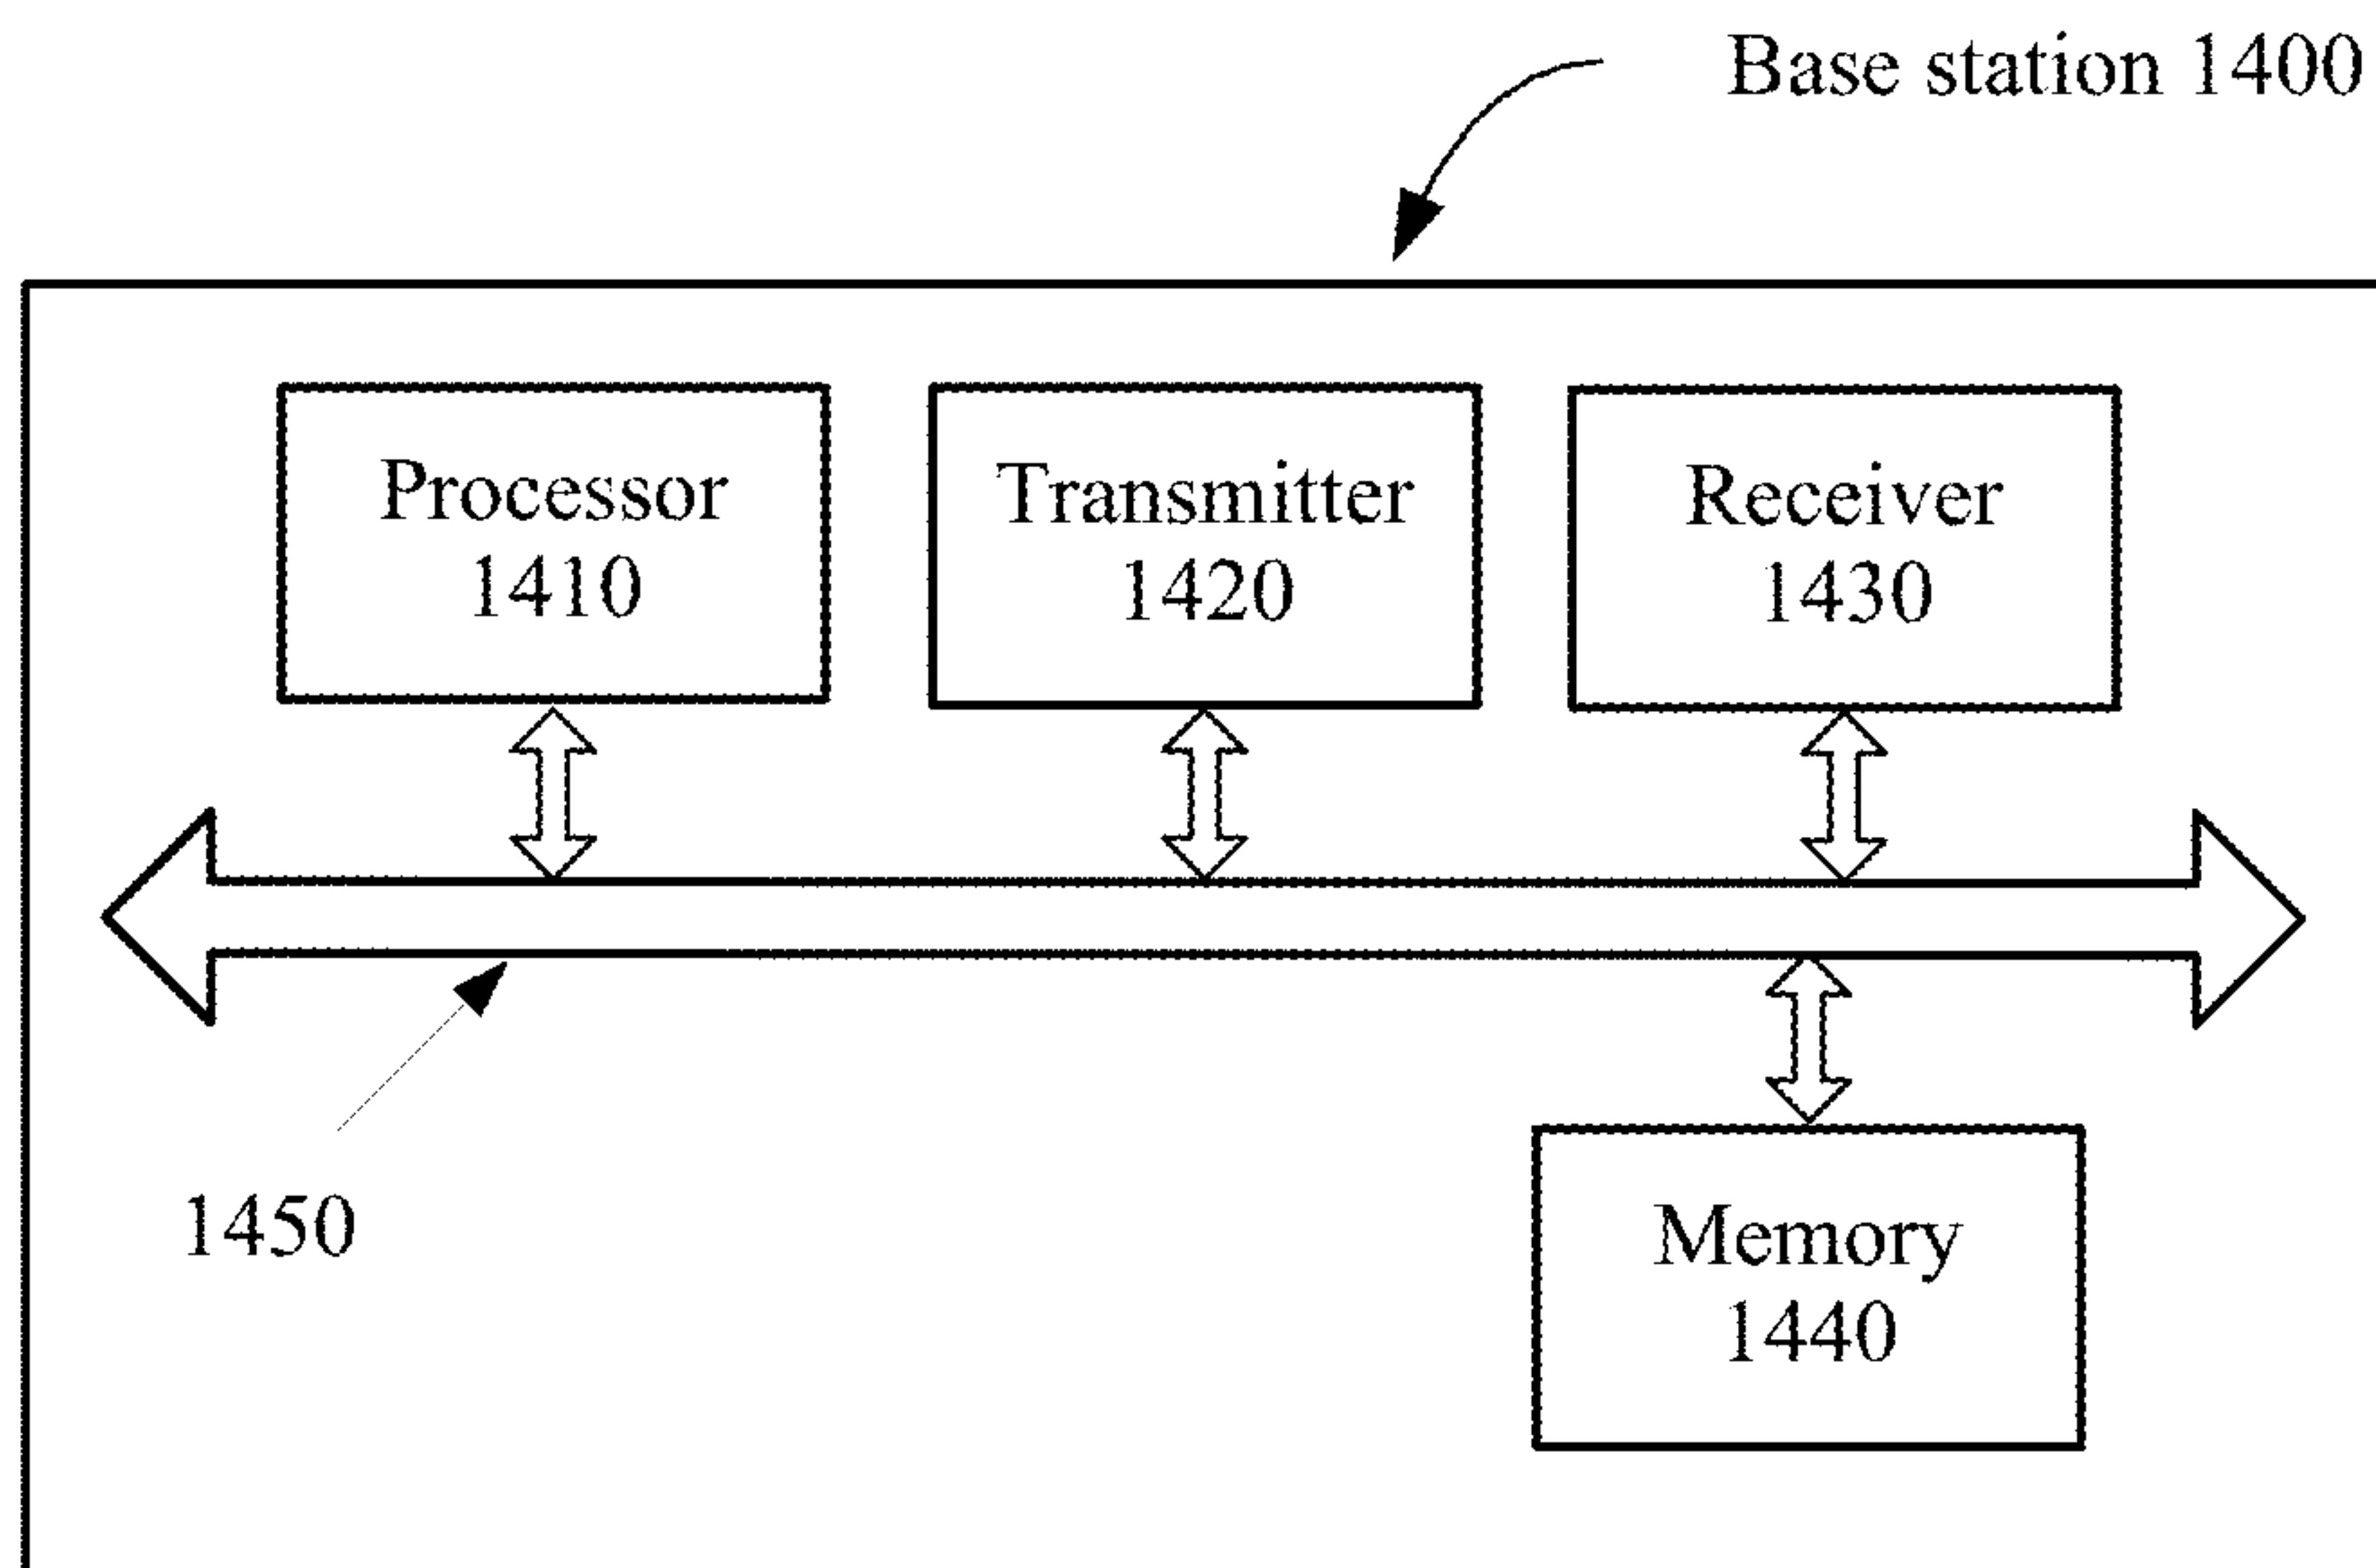 Base station 1400
Processor
1410
Transmitter
1420
Receiver
1430
1450
Memory
1440